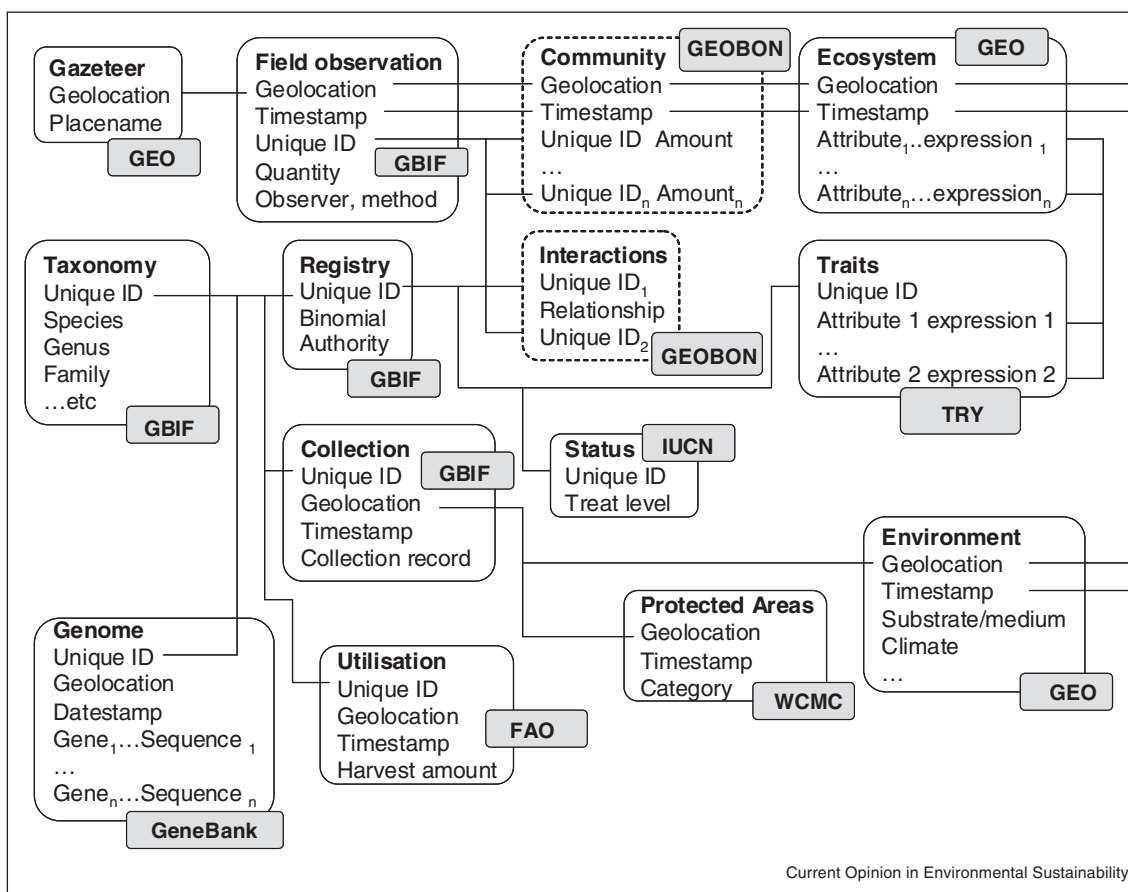 Gazeteer
Geolocation
Placename
GEO
Field observation
Geolocation
Timestamp
Unique ID
Quantity
Observer, method
GBIF
Community
Geolocation
Timestamp
Unique ID Amount
...
Unique IDn Amountn
GEOBON
Ecosystem
Geolocation
Timestamp
Attribute1..expression 1
...
Attributen...expressionn
GEO
Taxonomy
Unique ID
Species
Genus
Family
...etc
GBIF
Registry
Unique ID
Binomial
Authority
GBIF
Interactions
Unique ID1
Relationship
Unique ID2
GEOBON
Traits
Unique ID
Attribute 1 expression 1
...
Attribute 2 expression 2
TRY
Collection
Unique ID
Geolocation
Timestamp
Collection record
GBIF
Status
Unique ID
Treat level
IUCN
Environment
Geolocation
Timestamp
Substrate/medium
Climate
...
GEO
Protected Areas
Geolocation
Timestamp
Category
WCMC
Genome
Unique ID
Geolocation
Datestamp
Gene1...Sequence 1
...
Genen...Sequence n
GeneBank
Utilisation
Unique ID
Geolocation
Timestamp
Harvest amount
FAO
Current Opinion in Environmental Sustainability